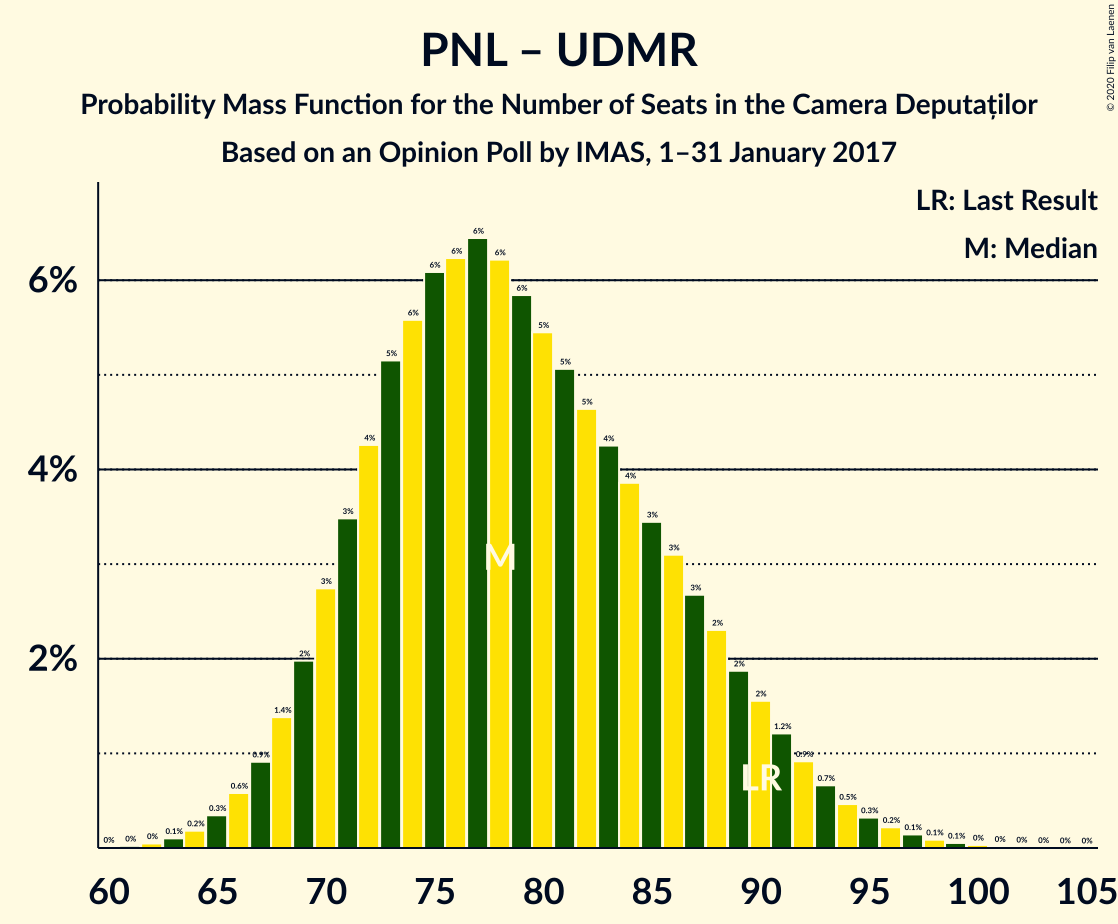 PNL – UDMR
Probability Mass Function for the Number of Seats in the Camera Deputaților
Based on an Opinion Poll by IMAS, 1–31 January 2017
© 2020 Filip van Laenen
LR: Last Result
M: Median
6%
4%
2%
0% 0% 0% 0.1% 0.2% 0.3% 0.6% 0.9% 1.4% 2% 3% 3% 4% 5% 6% 6% 6% 6% 6% 6% 5% 5% 5% 4% 4% 3% 3% 3% 2% 2% 2% 1.2% 0.9% 0.7% 0.5% 0.3% 0.2% 0.1% 0.1% 0.1% 0% 0% 0% 0% 0% 0%
M
LR
60 65 70 75 80 85 90 95 100 105